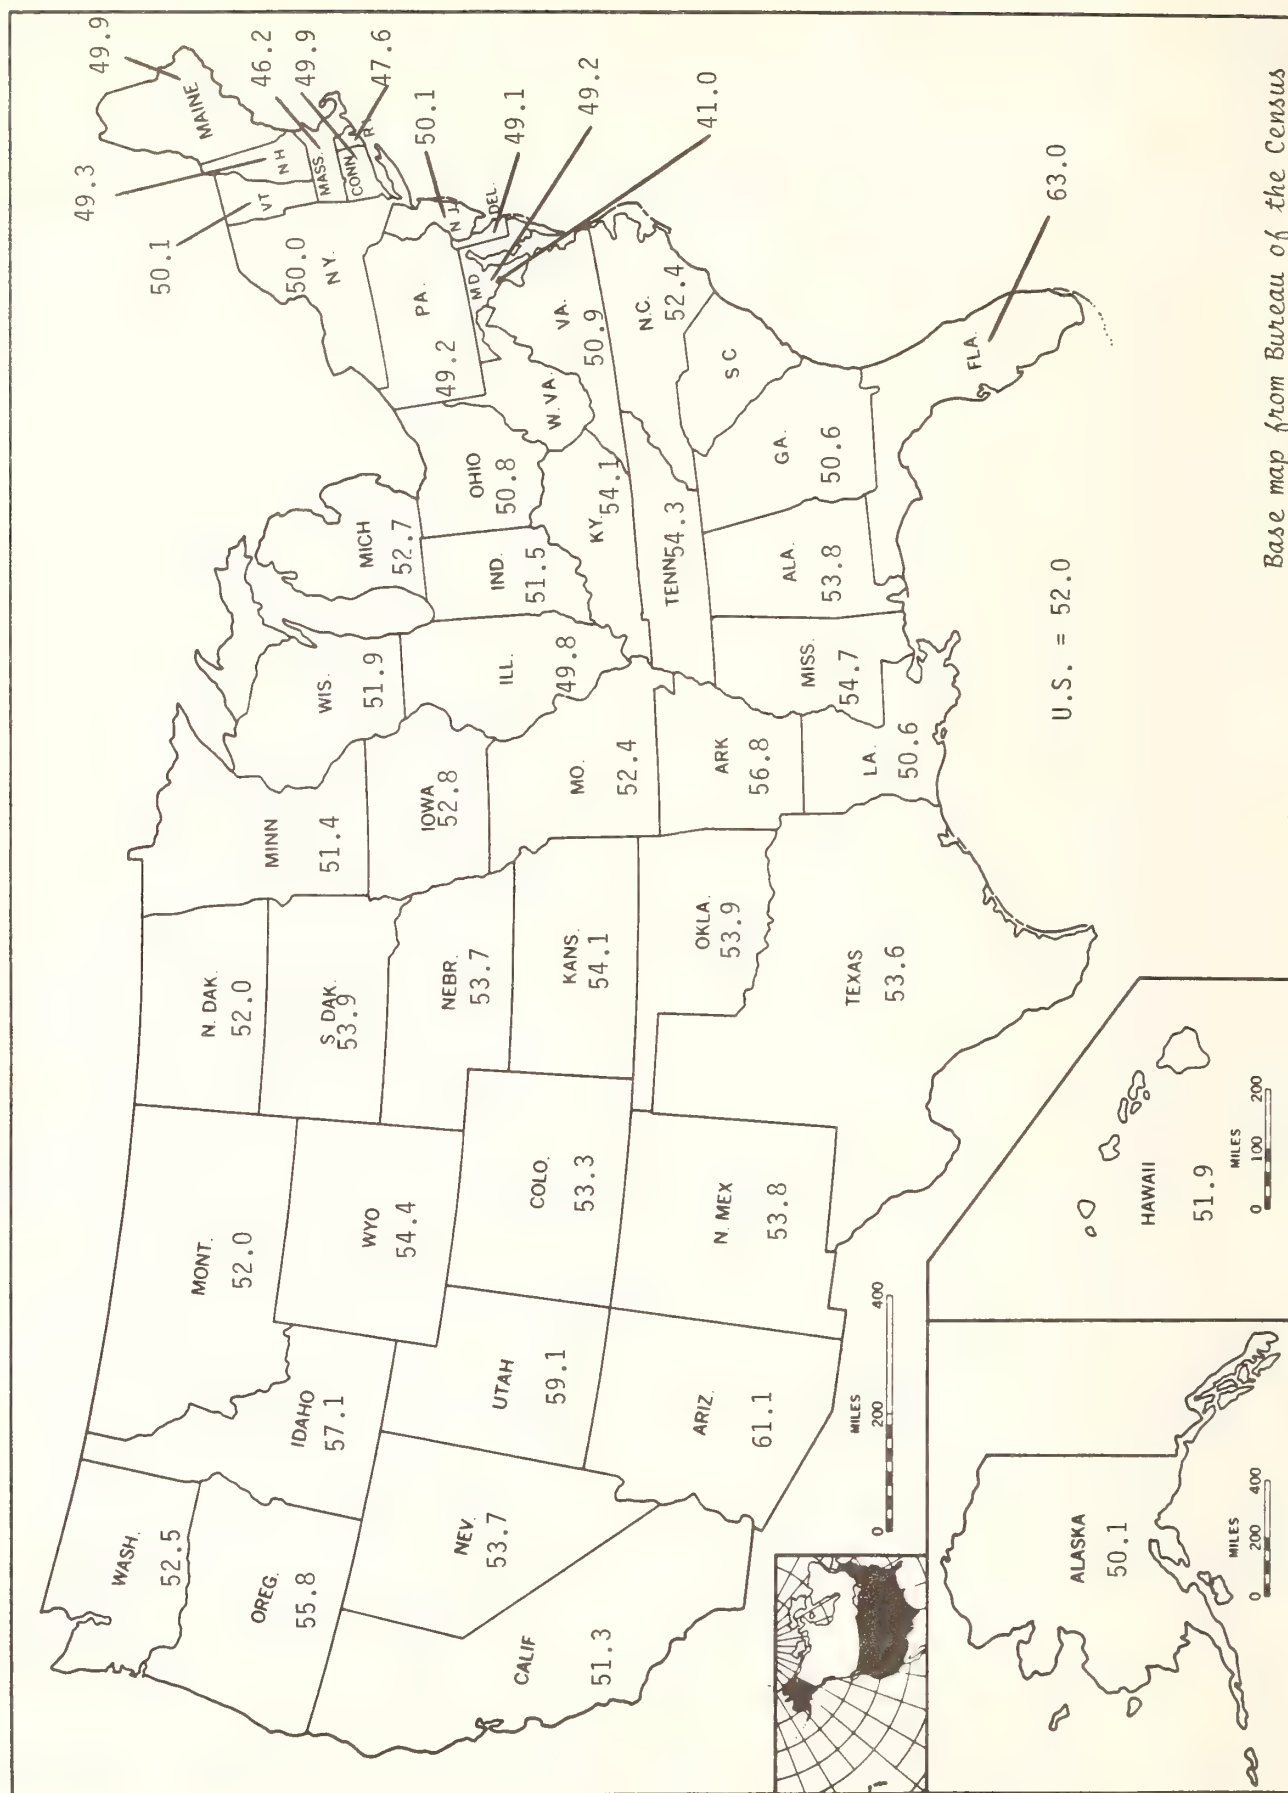 WASH.
52.5
OREG.
55.8
CALIF
51.3
NEV.
53.7
IDAHO
57.1
MONT.
52.0
WYO
54.4
UTAH
59.1
ARIZ.
61.1
COLO.
53.3
N. MEX
53.8
N. DAK.
52.0
S DAK.
53.9
NEBR.
53.7
KANS.
54.1
OKLA.
53.9
TEXAS
53.6
MINN
51.4
IOWA
52.8
MO.
52.4
ARK
56.8
LA.
50.6
WIS.
51.9
ILL.
49.8
MICH
52.7
IND.
51.5
OHIO
50.8
KY.
54.1
TENN 54.3
MISS.
54.7
ALA.
53.8
GA.
50.6
FLA.
63.0
S C
N.C.
52.4
VA.
50.9
W.VA.
PA.
49.2
50.0
N Y.
VT
50.1
N H
49.3
MAINE
49.9
MASS.
46.2
CONN
49.9
R I
47.6
N J.
50.1
DEL.
49.1
M D
49.2
41.0
U.S. = 52.0
MILES
0 200 400
ALASKA
50.1
MILES
0 200 400
HAWAII
51.9
MILES
0 100 200
Base map from Bureau of the Census